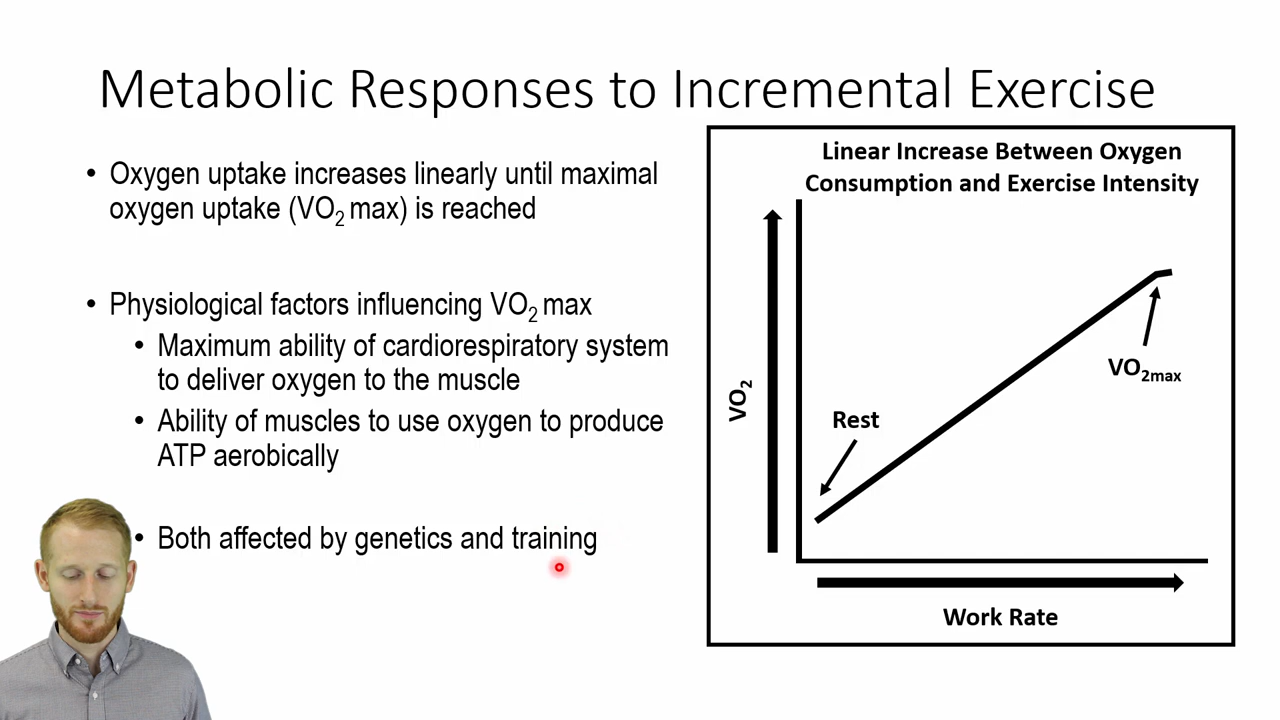 Metabolic Responses to Incremental Exercise
• Oxygen uptake increases linearly until maximal
oxygen uptake (VO₂ max) is reached
• Physiological factors influencing VO₂ max
• Maximum ability of cardiorespiratory system
to deliver oxygen to the muscle
• Ability of muscles to use oxygen to produce
ATP aerobically
• Both affected by genetics and training
Linear Increase Between Oxygen
Consumption and Exercise Intensity
VO₂
Rest
VO₂max
Work Rate